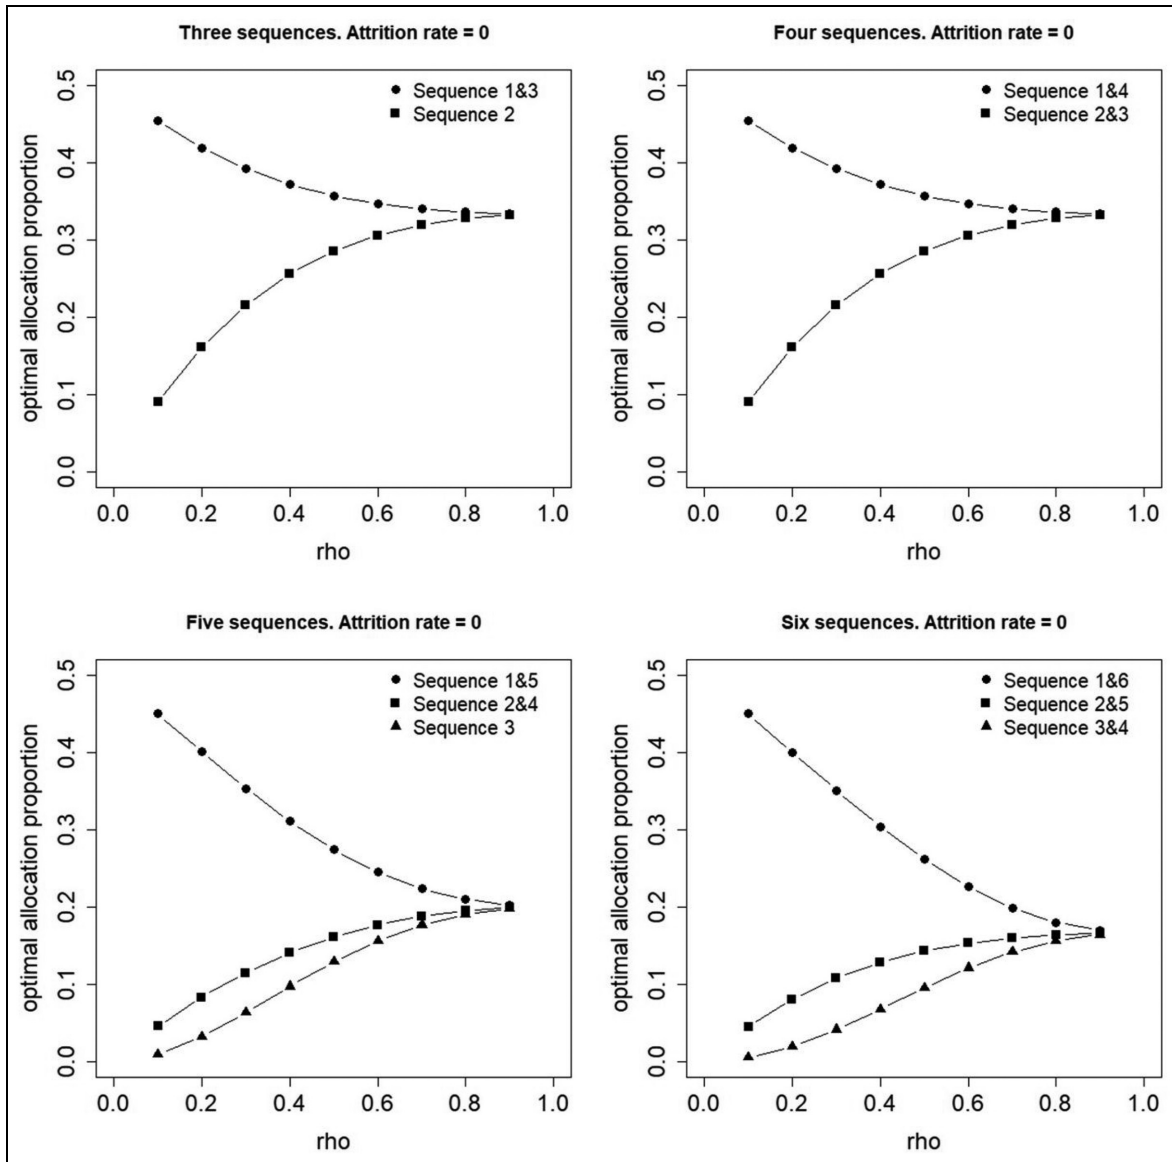 Three sequences. Attrition rate = 0
Sequence 1&3
Sequence 2
optimal allocation proportion
0.5
0.4
0.3
0.2
0.1
0.0
0.0 0.2 0.4 0.6 0.8 1.0
rho
Four sequences. Attrition rate = 0
Sequence 1&4
Sequence 2&3
optimal allocation proportion
0.5
0.4
0.3
0.2
0.1
0.0
0.0 0.2 0.4 0.6 0.8 1.0
rho
Five sequences. Attrition rate = 0
Sequence 1&5
Sequence 2&4
Sequence 3
optimal allocation proportion
0.5
0.4
0.3
0.2
0.1
0.0
0.0 0.2 0.4 0.6 0.8 1.0
rho
Six sequences. Attrition rate = 0
Sequence 1&6
Sequence 2&5
Sequence 3&4
optimal allocation proportion
0.5
0.4
0.3
0.2
0.1
0.0
0.0 0.2 0.4 0.6 0.8 1.0
rho